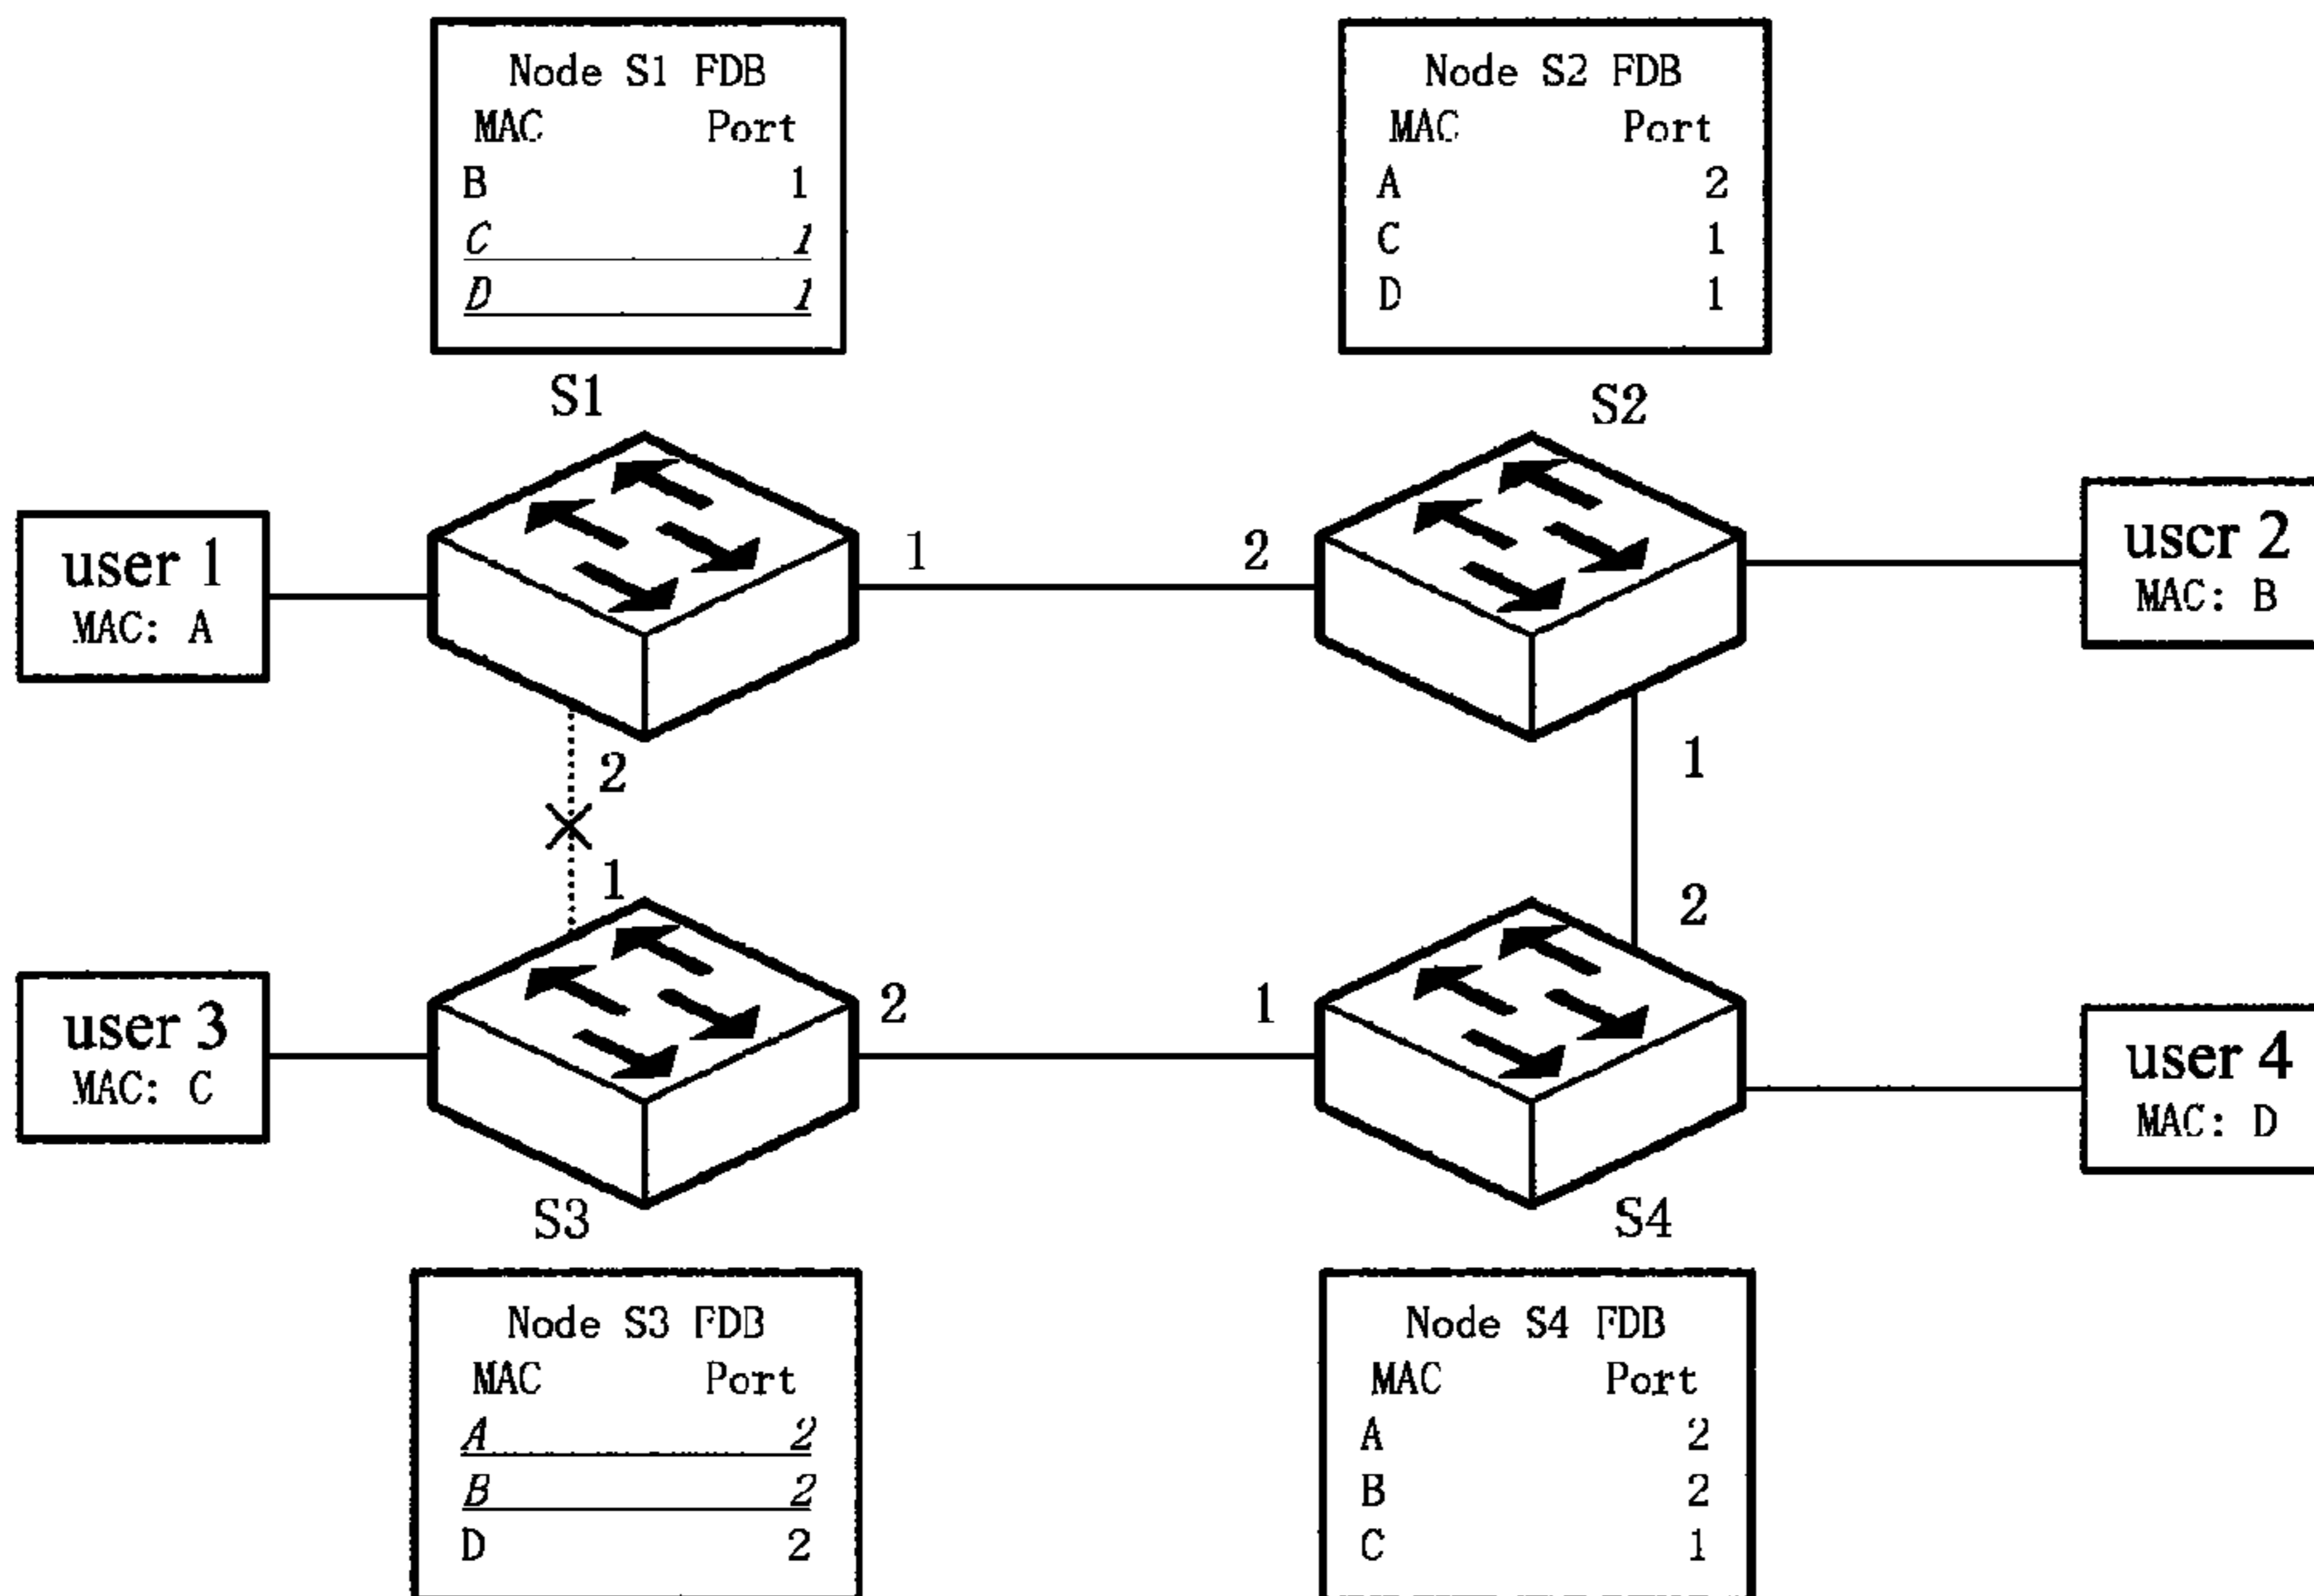 Node S1 FDB
MAC Port
B 1
C 1
D 1
Node S2 FDB
MAC Port
A 2
C 1
D 1
S1
S2
user 1
MAC: A
1
2
user 2
MAC: B
2
1
1
2
user 3
MAC: C
2
1
user 4
MAC: D
S3
S4
Node S3 FDB
MAC Port
A 2
B 2
D 2
Node S4 FDB
MAC Port
A 2
B 2
C 1